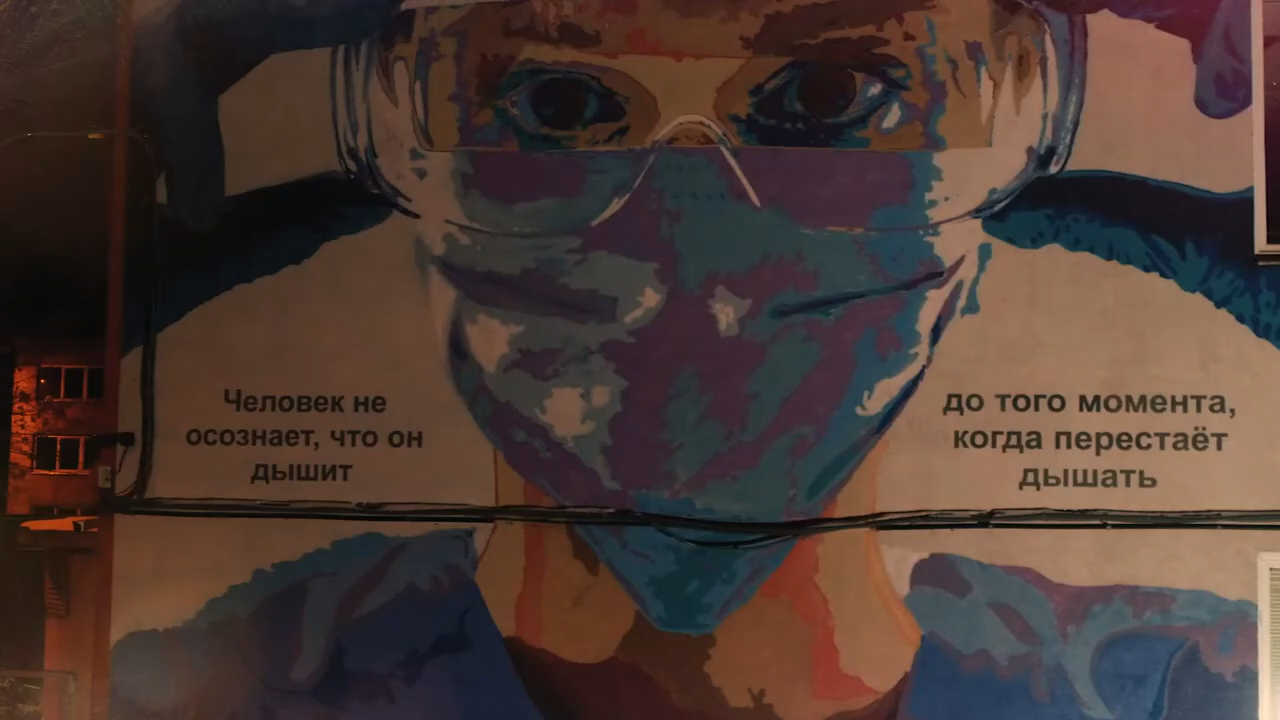 Человек не
осознает, что он
дышит
до того момента,
когда перестаёт
дышать